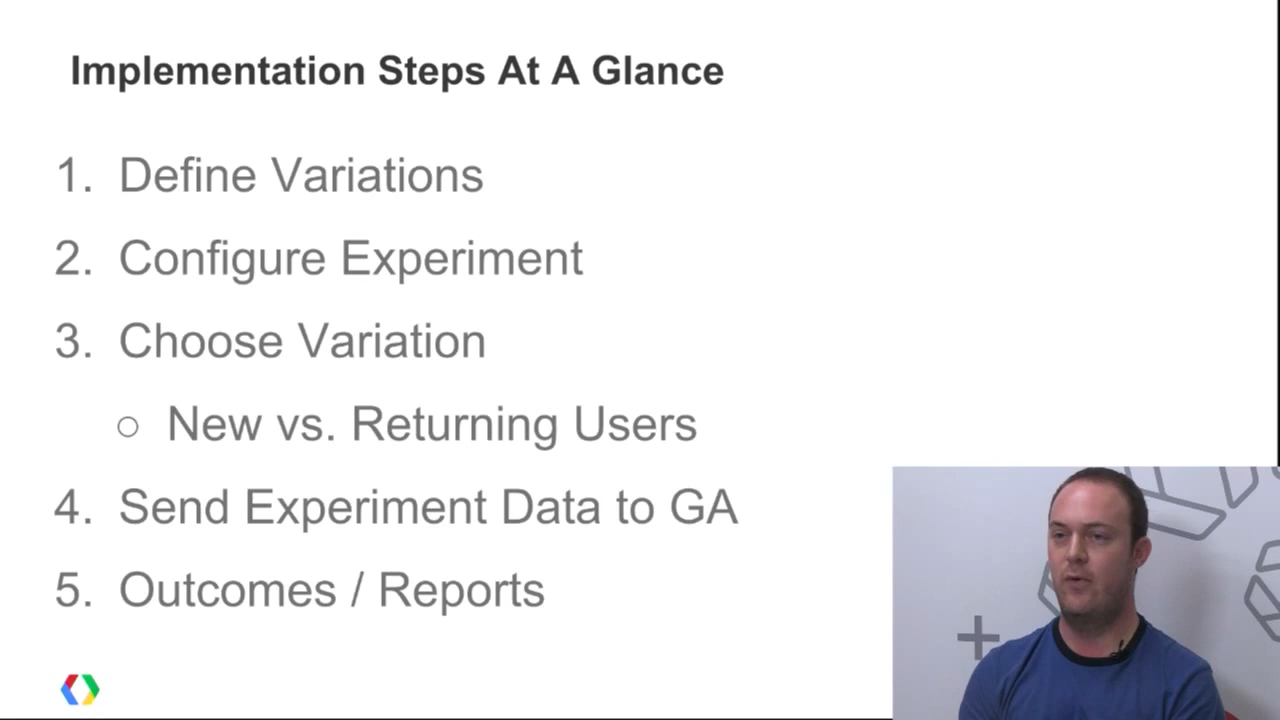 Implementation Steps At A Glance
1. Define Variations
2. Configure Experiment
3. Choose Variation
○ New vs. Returning Users
4. Send Experiment Data to GA
5. Outcomes / Reports